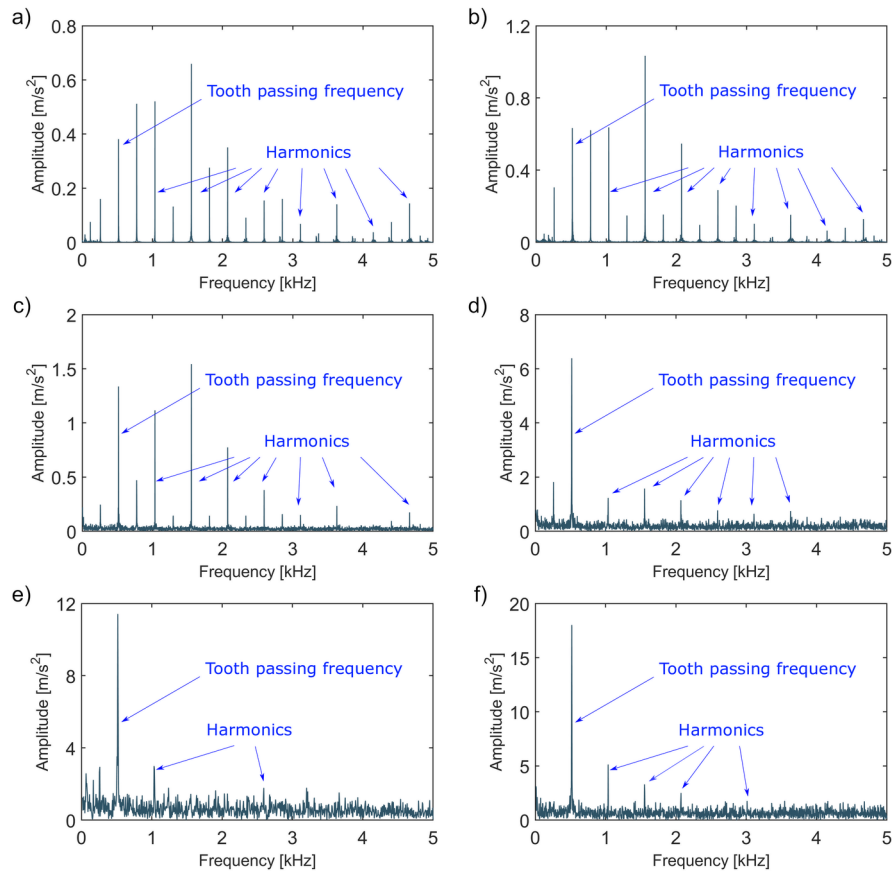 a)
0.8
0.6
0.4
0.2
0
Amplitude [m/s²]
Tooth passing frequency
Harmonics
0 1 2 3 4 5
Frequency [kHz]
b)
1.2
0.8
0.4
0
Amplitude [m/s²]
Tooth passing frequency
Harmonics
0 1 2 3 4 5
Frequency [kHz]
c)
2
1.5
1
0.5
0
Amplitude [m/s²]
Tooth passing frequency
Harmonics
0 1 2 3 4 5
Frequency [kHz]
d)
8
6
4
2
0
Amplitude [m/s²]
Tooth passing frequency
Harmonics
0 1 2 3 4 5
Frequency [kHz]
e)
12
8
4
0
Amplitude [m/s²]
Tooth passing frequency
Harmonics
0 1 2 3 4 5
Frequency [kHz]
f)
20
15
10
5
0
Amplitude [m/s²]
Tooth passing frequency
Harmonics
0 1 2 3 4 5
Frequency [kHz]